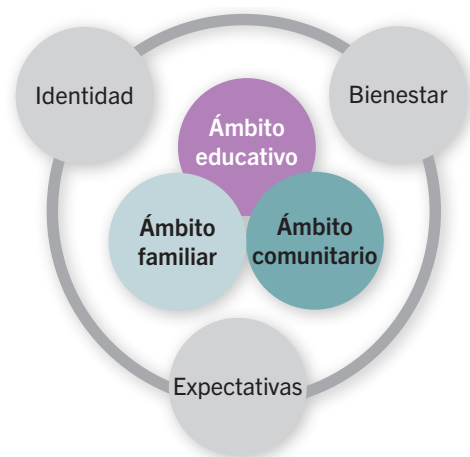 Identidad
Bienestar
Ámbito
educativo
Ámbito
familiar
Ámbito
comunitario
Expectativas